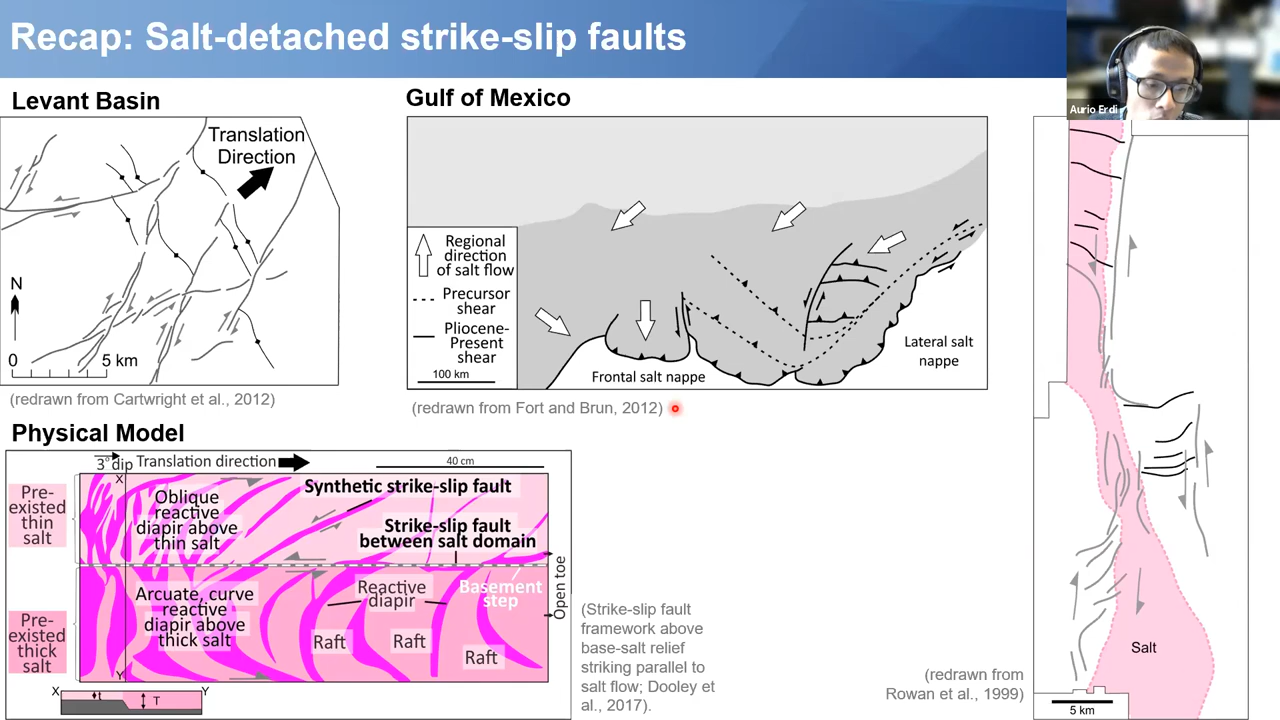 Recap: Salt-detached strike-slip faults
Aurio Erdi
Levant Basin
Translation
Direction
N
0
5 km
(redrawn from Cartwright et al., 2012)
Gulf of Mexico
Regional
direction
of salt flow
Precursor
shear
Pliocene-
Present
shear
100 km
Frontal salt nappe
Lateral salt
nappe
(redrawn from Fort and Brun, 2012)
Physical Model
3° dip
Translation direction
40 cm
X
Pre-
existed
thin
salt
Oblique
reactive
diapir above
thin salt
Synthetic strike-slip fault
Strike-slip fault
between salt domain
Pre-
existed
thick
salt
Arcuate, curve
reactive
diapir above
thick salt
Reactive
diapir
Basement
step
Raft
Raft
Raft
Open toe
Y
X
t
T
Y
(Strike-slip fault
framework above
base-salt relief
striking parallel to
salt flow; Dooley et
al., 2017).
Salt
5 km
(redrawn from
Rowan et al., 1999)